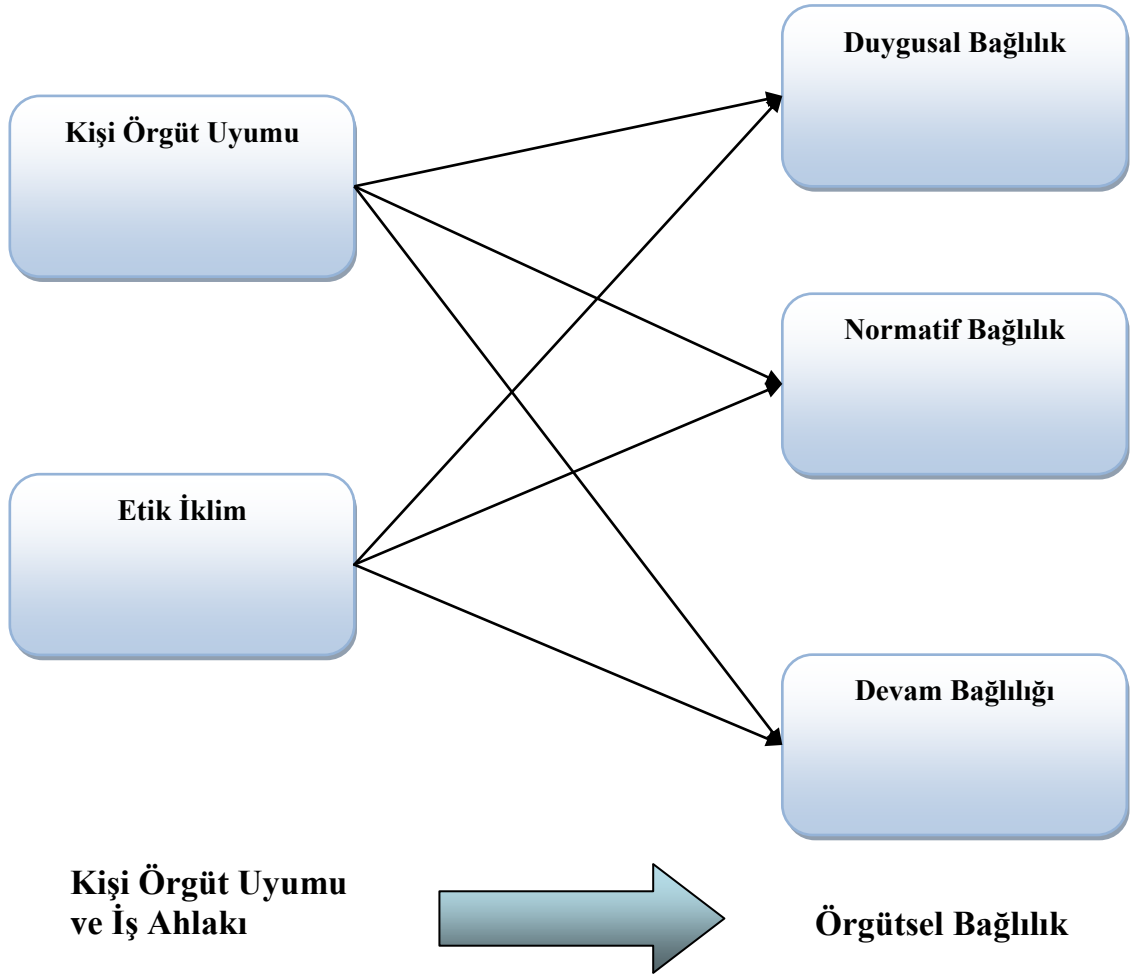 Duygusal Bağlılık
Kişi Örgüt Uyumu
Normatif Bağlılık
Etik İklim
Devam Bağlılığı
Kişi Örgüt Uyumu
ve İş Ahlakı
Örgütsel Bağlılık